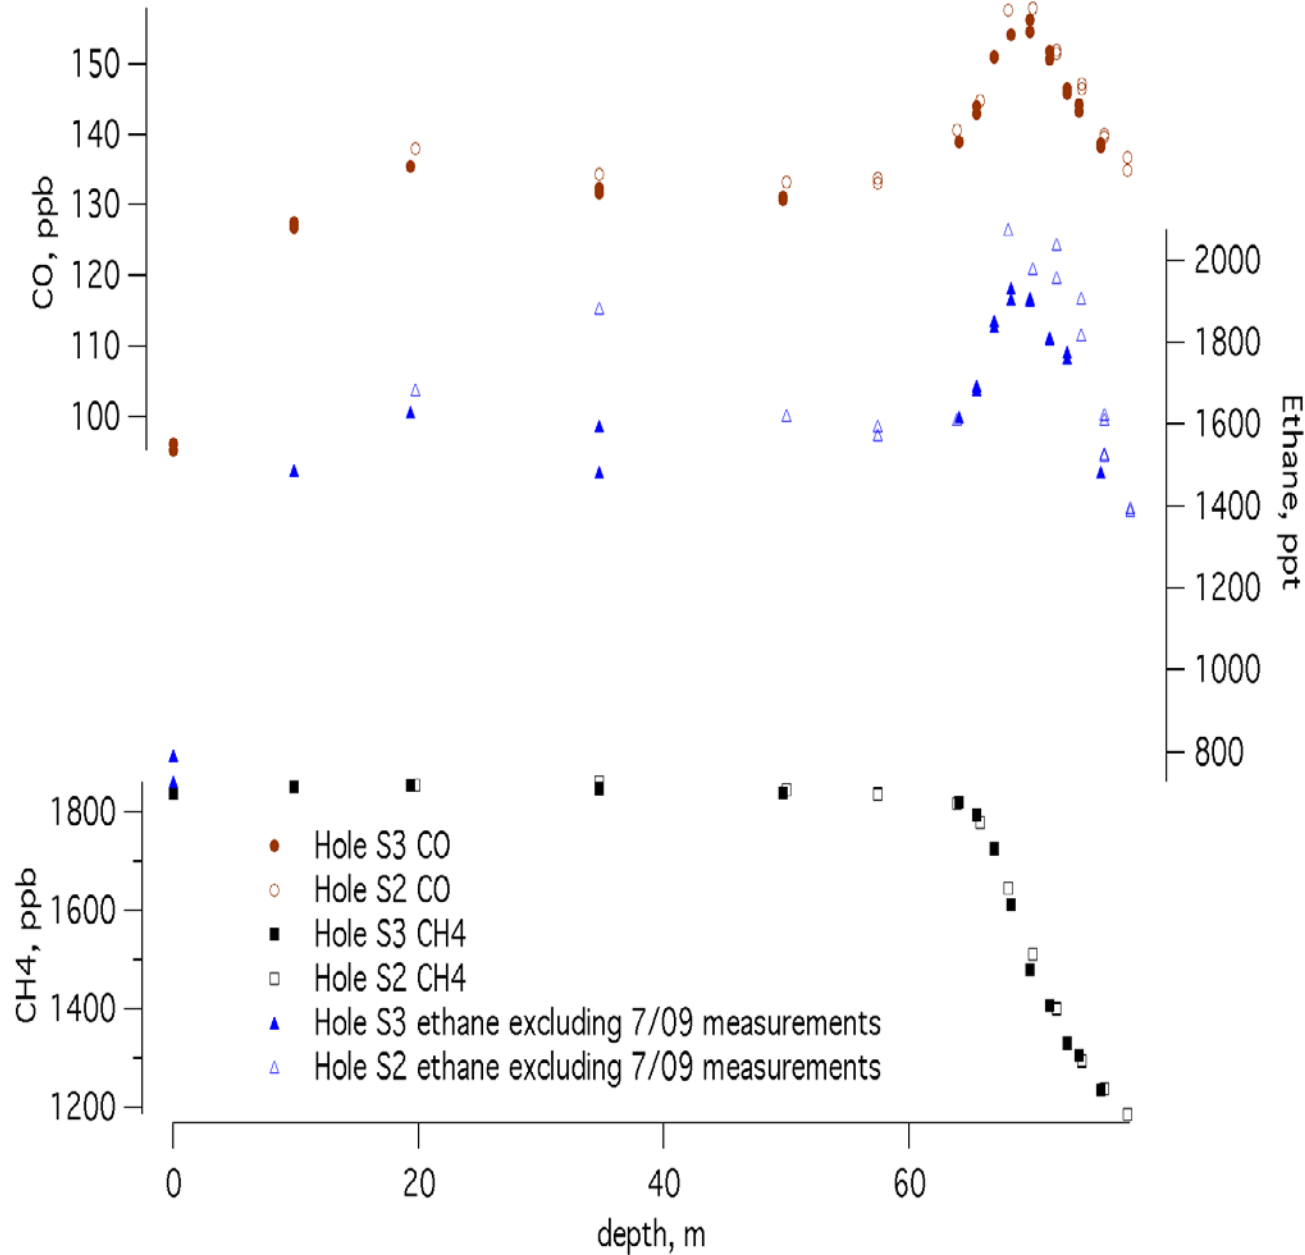 150
140
130
120
110
100
CO, ppb
2000
1800
1600
1400
1200
1000
800
Ethane, ppt
1800
1600
1400
1200
CH4, ppb
Hole S3 CO
Hole S2 CO
Hole S3 CH4
Hole S2 CH4
Hole S3 ethane excluding 7/09 measurements
Hole S2 ethane excluding 7/09 measurements
0 20 40 60
depth, m